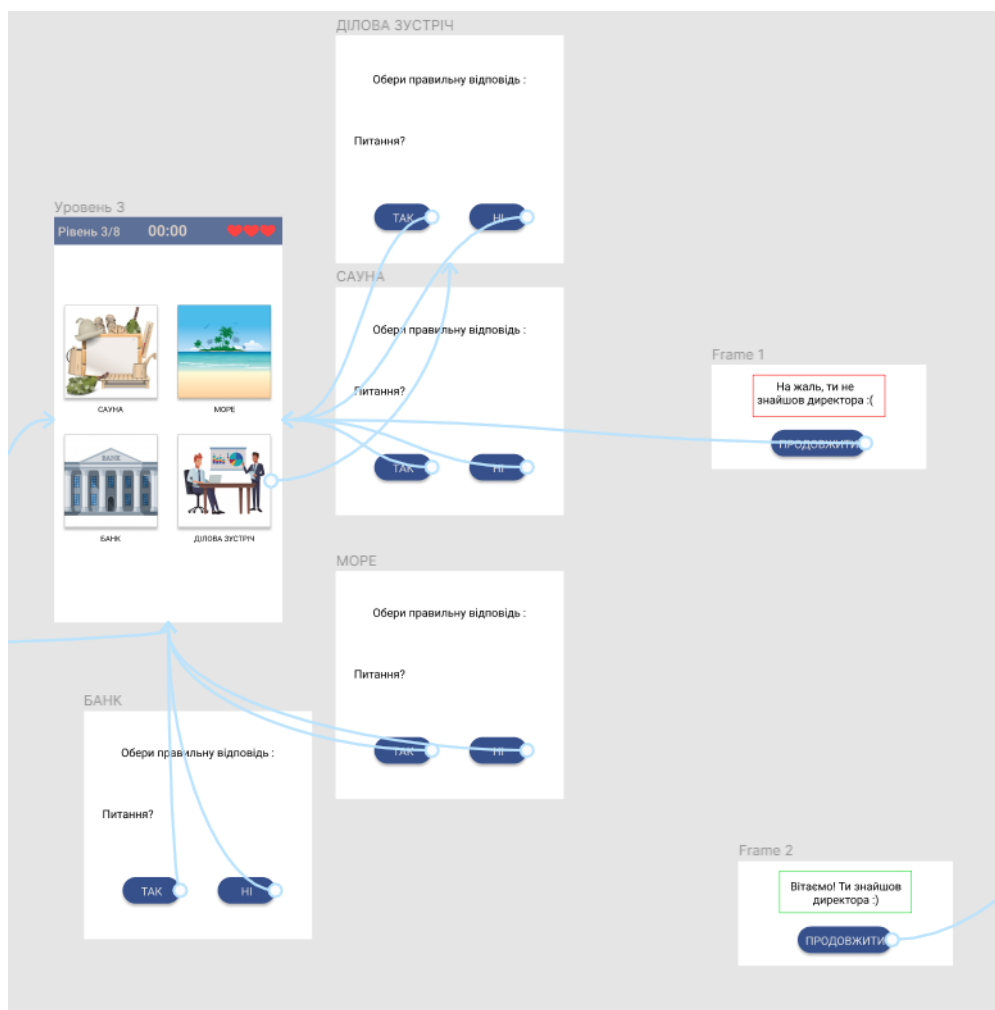 ДІЛОВА ЗУСТРІЧ
Обери правильну відповідь :
Питання?
ТАК
НІ
Уровень 3
Рівень 3/8
00:00
САУНА
МОРЕ
БАНК
БАНК
ДІЛОВА ЗУСТРІЧ
САУНА
Обери правильну відповідь :
Питання?
ТАК
НІ
Frame 1
На жаль, ти не
знайшов директора :(
ПРОДОВЖИТИ
МОРЕ
Обери правильну відповідь :
Питання?
ТАК
НІ
БАНК
Обери правильну відповідь :
Питання?
ТАК
НІ
Frame 2
Вітаємо! Ти знайшов
директора :)
ПРОДОВЖИТИ